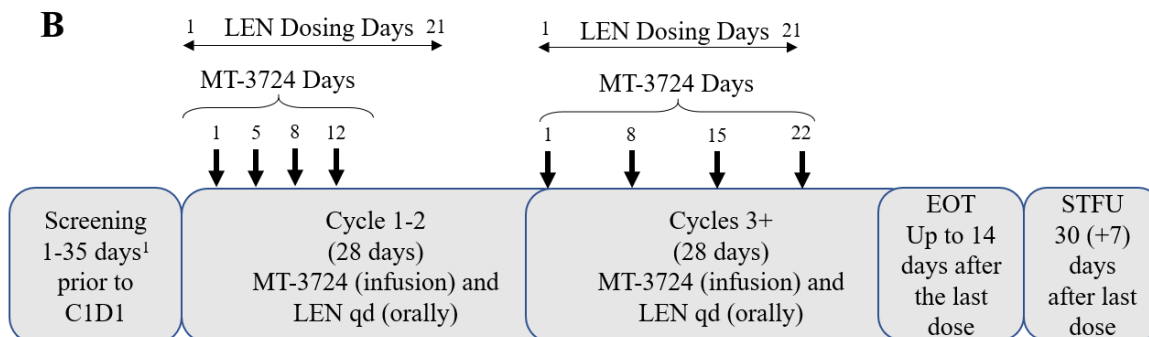 B
1 LEN Dosing Days 21
MT-3724 Days
1 5 8 12
1 LEN Dosing Days 21
MT-3724 Days
1 8 15 22
Screening
1-35 days¹
prior to
C1D1
Cycle 1-2
(28 days)
MT-3724 (infusion) and
LEN qd (orally)
Cycles 3+
(28 days)
MT-3724 (infusion) and
LEN qd (orally)
EOT
Up to 14
days after
the last
dose
STFU
30 (+7)
days
after last
dose